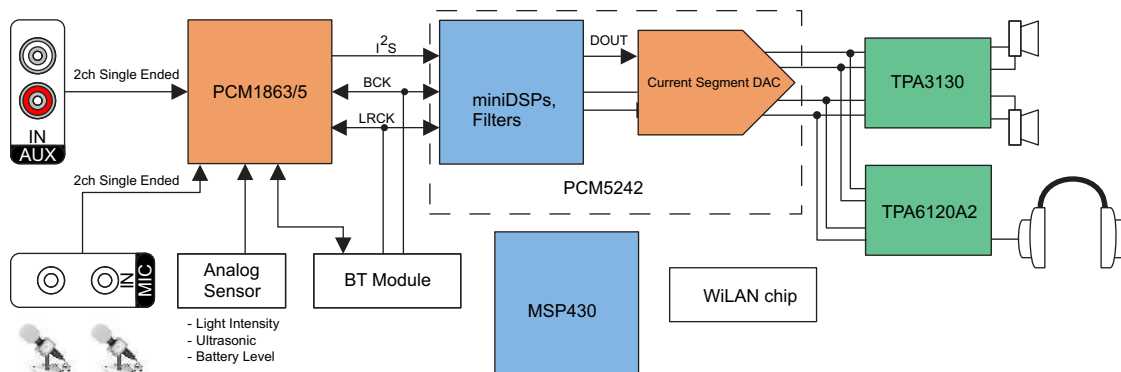 2ch Single Ended
IN
AUX
PCM1863/5
I2S
BCK
LRCK
miniDSPs,
Filters
DOUT
Current Segment DAC
PCM5242
TPA3130
TPA6120A2
2ch Single Ended
IN
MIC
Analog
Sensor
- Light Intensity
- Ultrasonic
- Battery Level
BT Module
MSP430
WiLAN chip